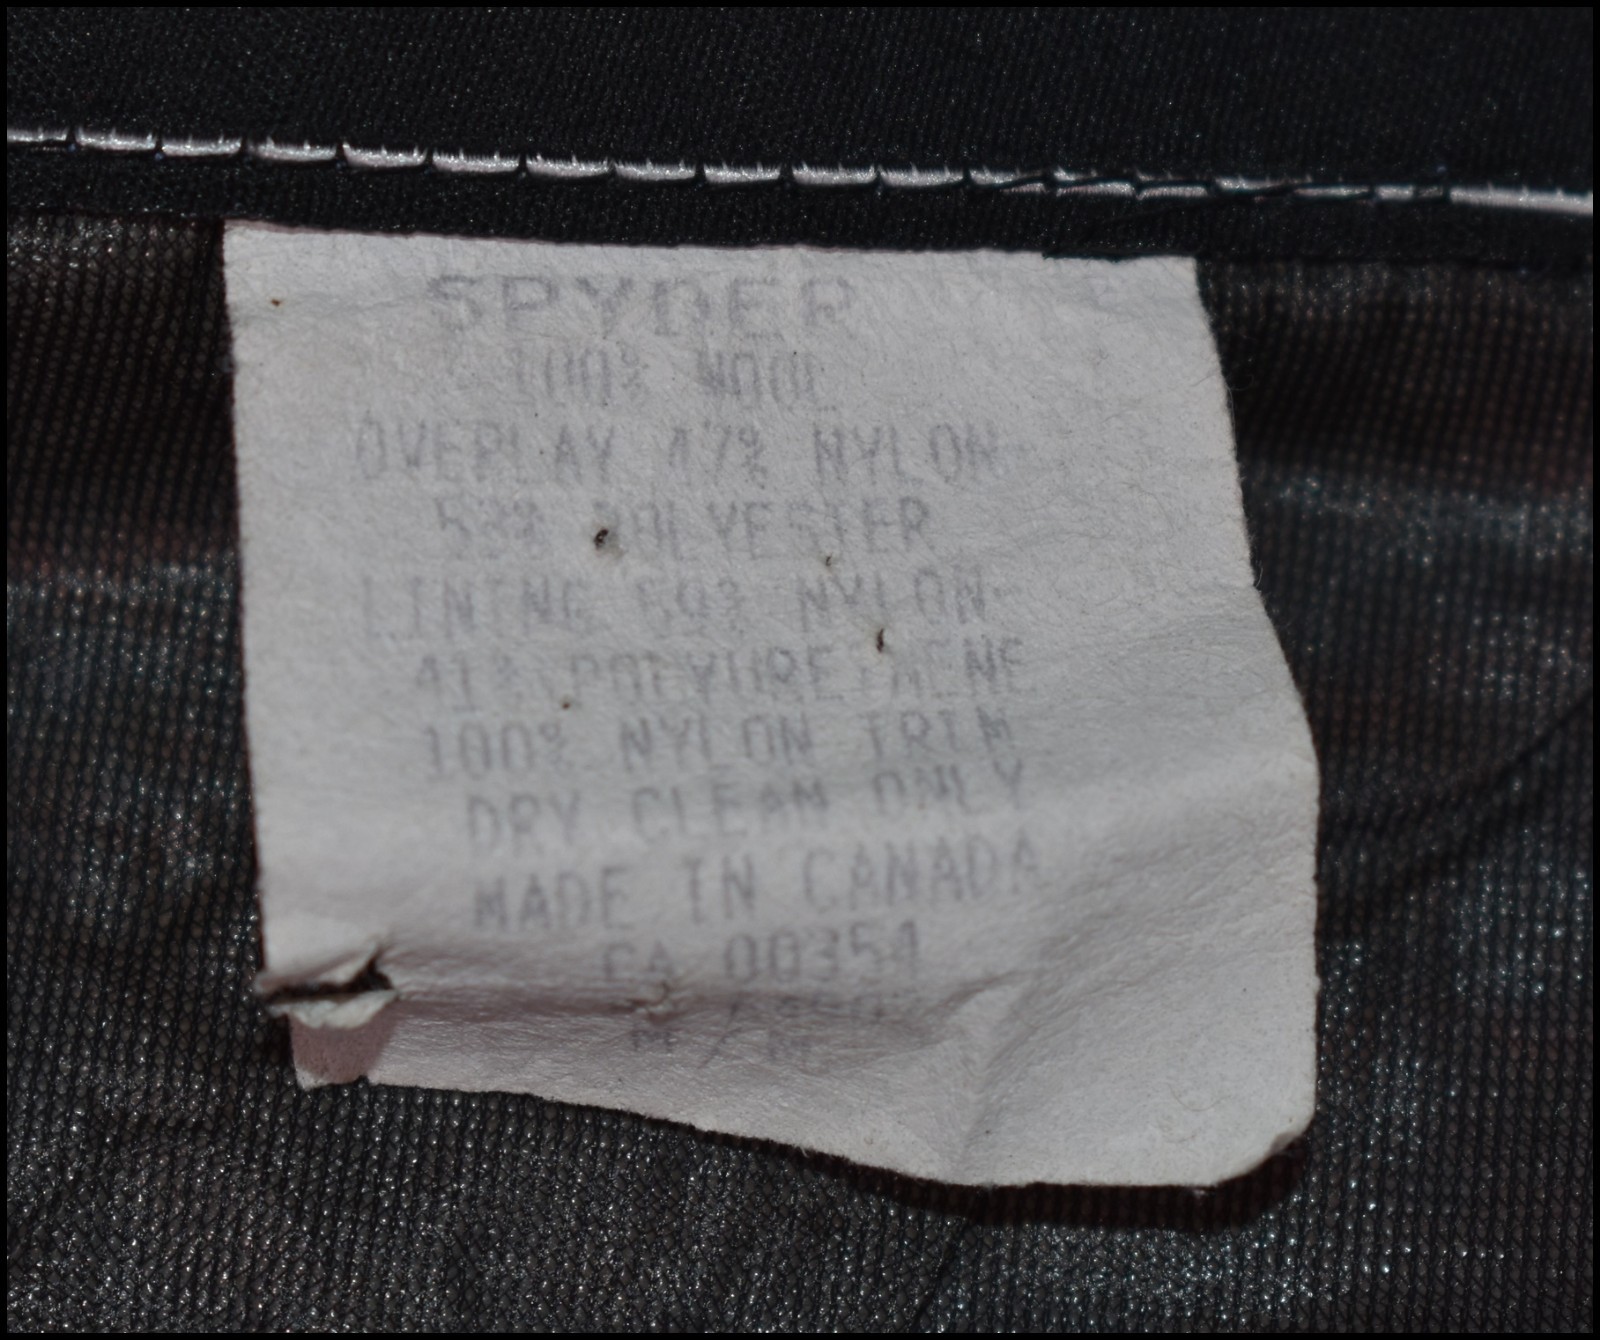 SPYDER
100% WOOL
OVERLAY 47% NYLON
53% POLYESTER
LINING 59% NYLON
41% POLYURETHENE
100% NYLON TRIM
DRY CLEAN ONLY
MADE IN CANADA
CA 00354